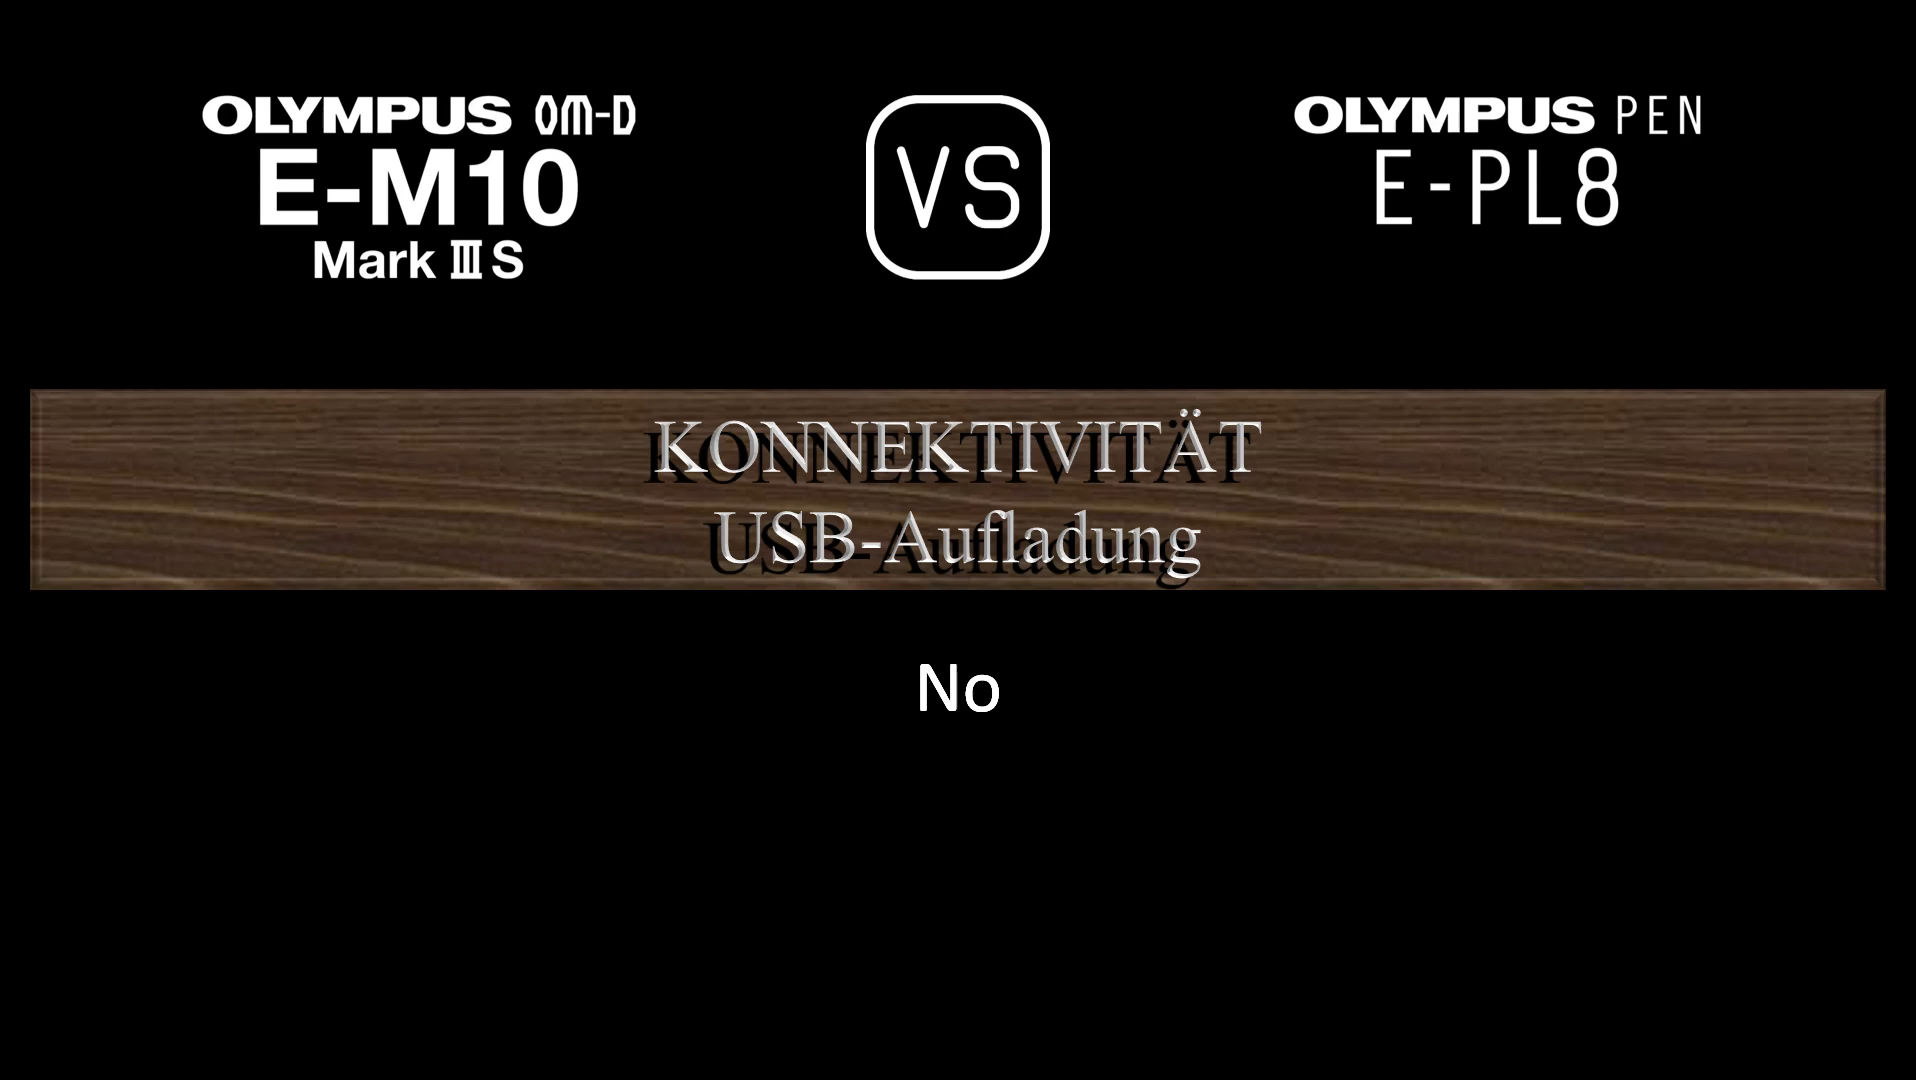 OLYMPUS OM-D
E-M10
Mark III S
VS
OLYMPUS PEN
E-PL8
KONNEKTIVITÄT
USB-Aufladung
No